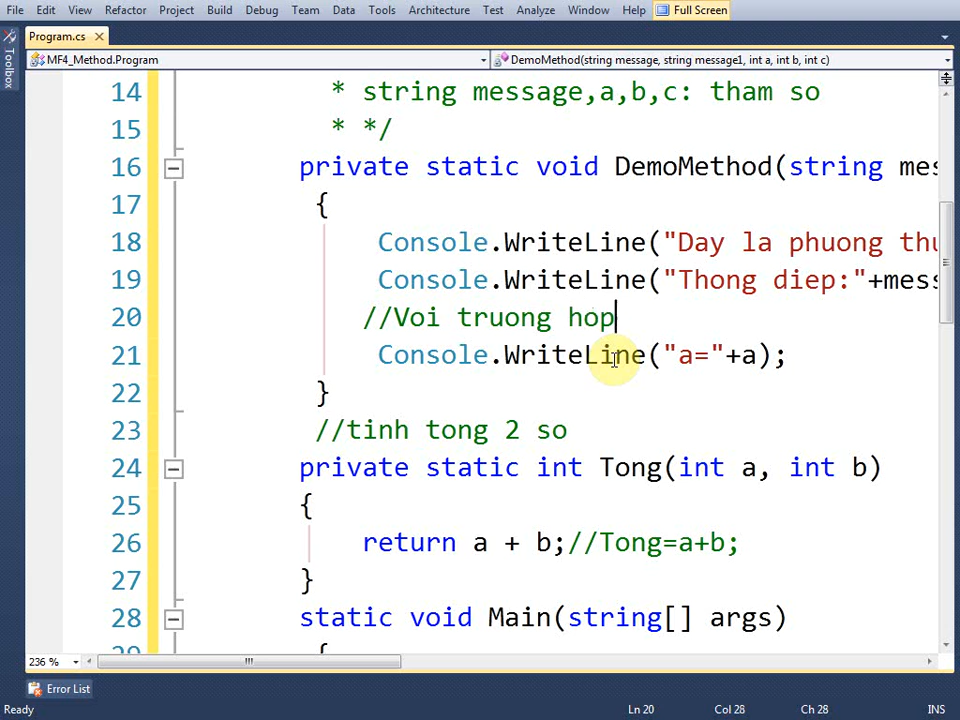 File Edit View Refactor Project Build Debug Team Data Tools Architecture Test Analyze Window Help Full Screen
Program.cs
Toolbox
MF4_Method.Program DemoMethod(string message, string message1, int a, int b, int c)
14 * string message,a,b,c: tham so
15 * */
16 private static void DemoMethod(string mes
17 {
18 Console.WriteLine("Day la phuong thu
19 Console.WriteLine("Thong diep:"+mess
20 //Voi truong hop
21 Console.WriteLine("a="+a);
22 }
23 //tinh tong 2 so
24 private static int Tong(int a, int b)
25 {
26 return a + b;//Tong=a+b;
27 }
28 static void Main(string[] args)
29 {
236 %
Error List
Ready Ln 20 Col 28 Ch 28 INS